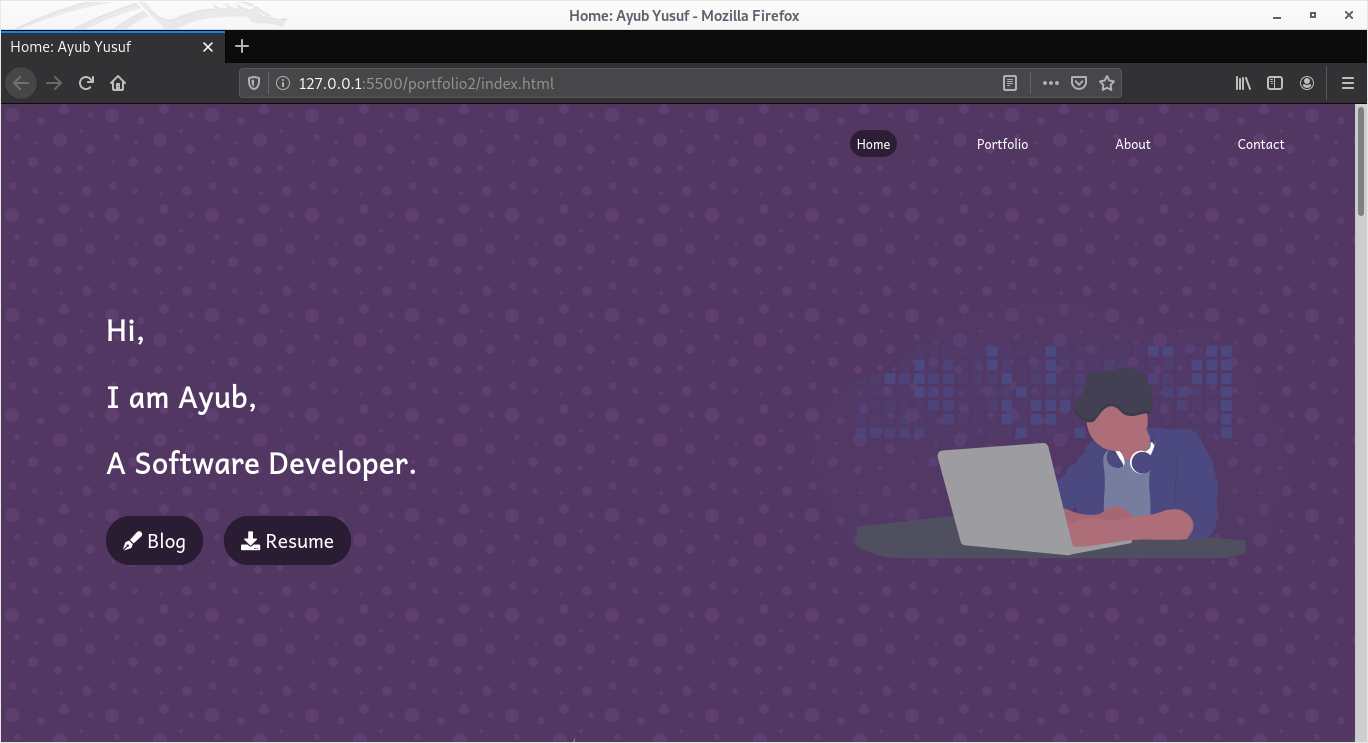 Home: Ayub Yusuf - Mozilla Firefox
Home: Ayub Yusuf
127.0.0.1:5500/portfolio2/index.html
Home Portfolio About Contact
Hi,
I am Ayub,
A Software Developer.
Blog Resume